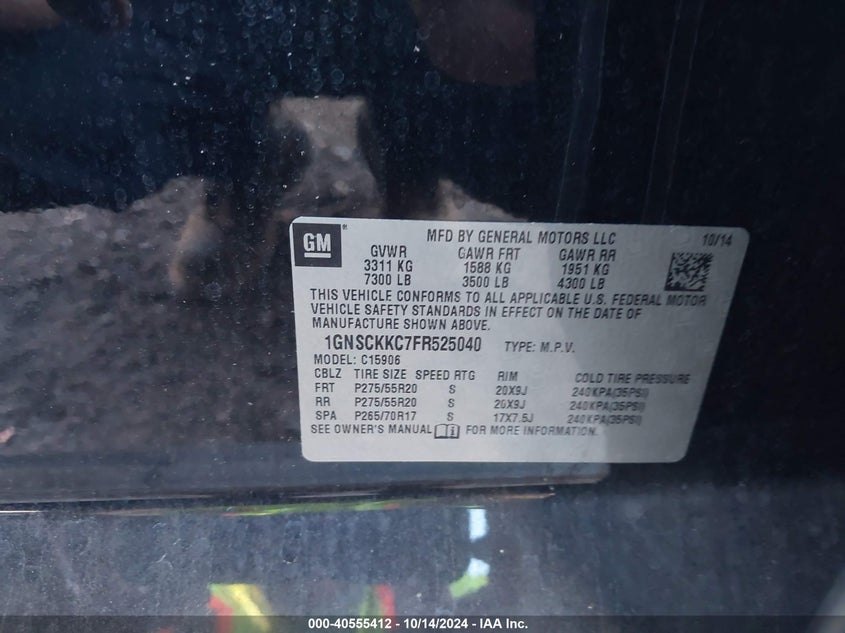 GM
MFD BY GENERAL MOTORS LLC 10/14
GVWR GAWR FRT GAWR RR
3311 KG 1588 KG 1951 KG
7300 LB 3500 LB 4300 LB
THIS VEHICLE CONFORMS TO ALL APPLICABLE U.S. FEDERAL MOTOR
VEHICLE SAFETY STANDARDS IN EFFECT ON THE DATE OF
MANUFACTURE SHOWN ABOVE.
1GNSCKKC7FR525040 TYPE: M.P.V.
MODEL: C15906
CBLZ TIRE SIZE SPEED RTG RIM COLD TIRE PRESSURE
FRT P275/55R20 S 20X9J 240KPA(35PSI)
RR P275/55R20 S 20X9J 240KPA(35PSI)
SPA P265/70R17 S 17X7.5J 240KPA(35PSI)
SEE OWNER'S MANUAL FOR MORE INFORMATION.
000-40555412 - 10/14/2024 - IAA Inc.